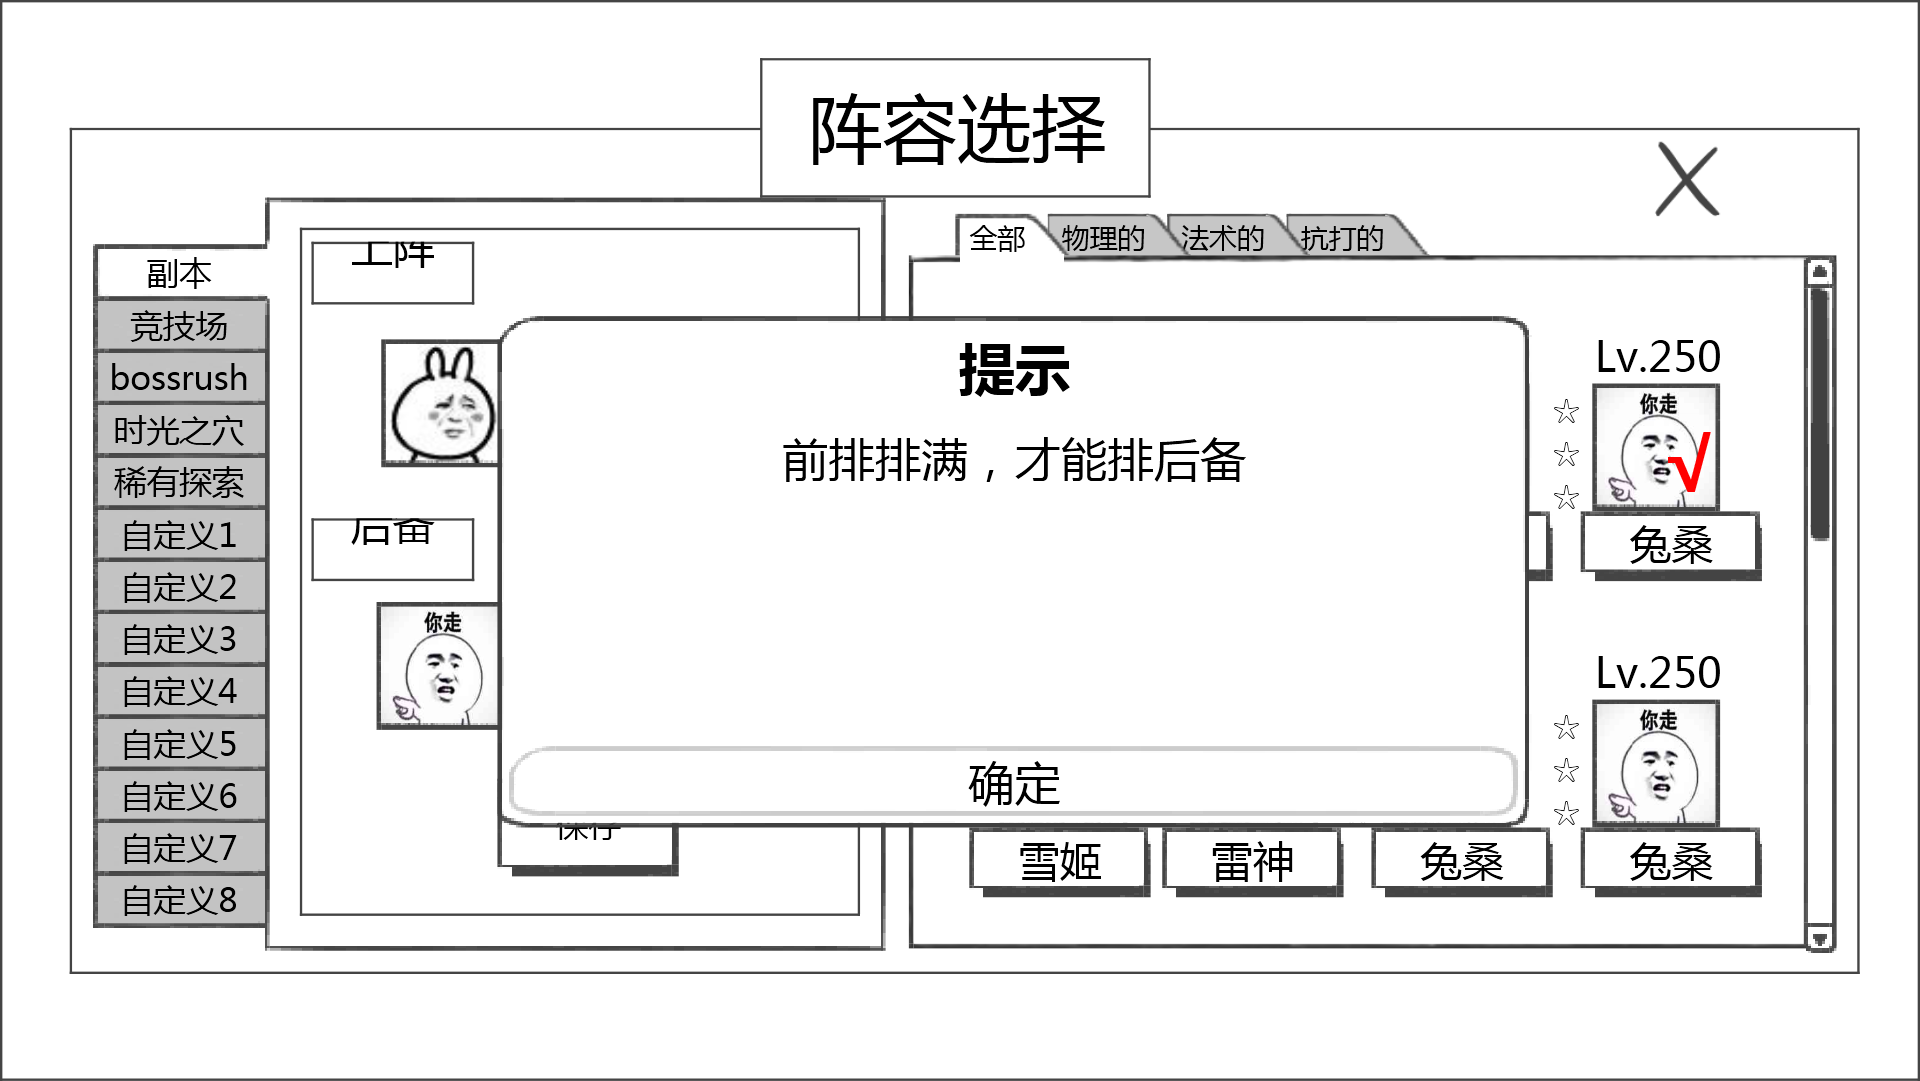 阵容选择
全部 物理的 法术的 抗打的
副本
竞技场
bossrush
时光之穴
稀有探索
自定义1
自定义2
自定义3
自定义4
自定义5
自定义6
自定义7
自定义8
上阵
后备
你走
提示
前排排满，才能排后备
确定
保存
Lv.250
你走
√
兔桑
Lv.250
你走
雪姬 雷神 兔桑 兔桑